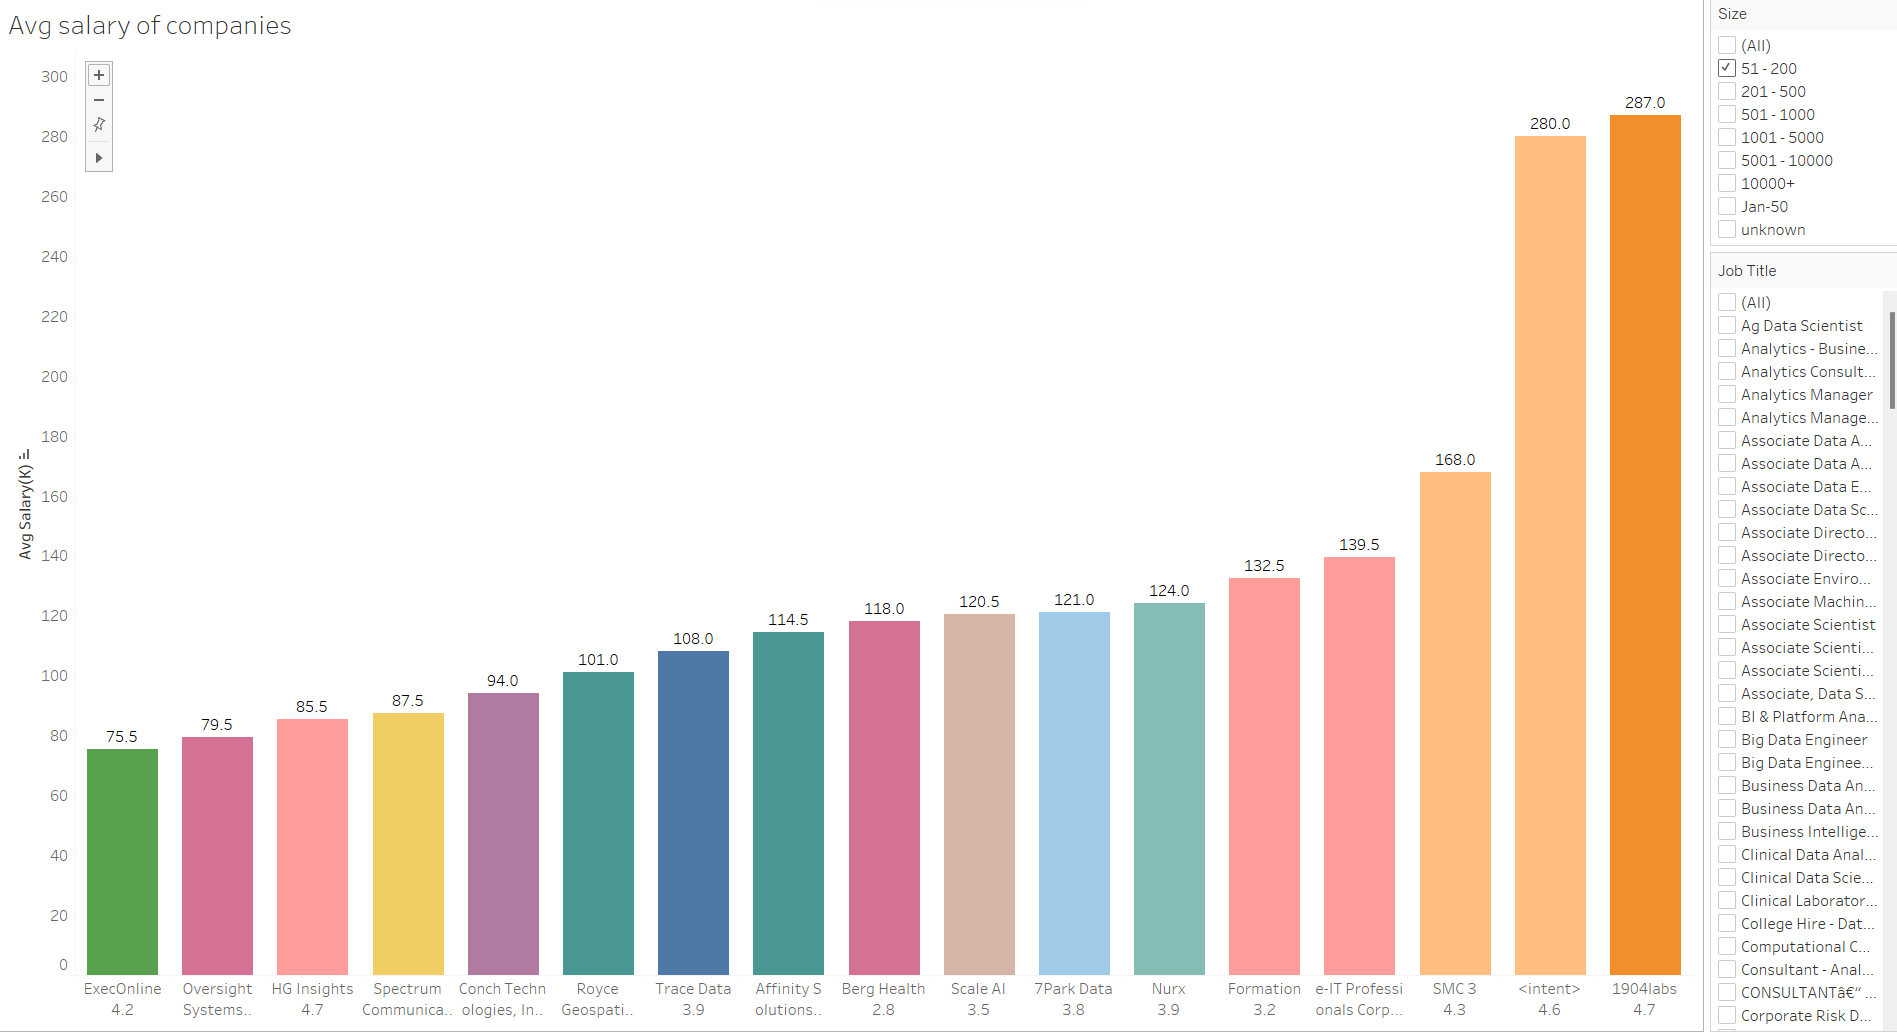 Avg salary of companies
Avg Salary(K)
300
280
260
240
220
200
180
160
140
120
100
80
60
40
20
0
75.5
79.5
85.5
87.5
94.0
101.0
108.0
114.5
118.0
120.5
121.0
124.0
132.5
139.5
168.0
280.0
287.0
ExecOnline
4.2
Oversight
Systems..
HG Insights
4.7
Spectrum
Communica..
Conch Techn
ologies, In..
Royce
Geospati..
Trace Data
3.9
Affinity S
olutions..
Berg Health
2.8
Scale AI
3.5
7Park Data
3.8
Nurx
3.9
Formation
3.2
e-IT Professi
onals Corp...
SMC 3
4.3
<intent>
4.6
1904labs
4.7
Size
(All)
51 - 200
201 - 500
501 - 1000
1001 - 5000
5001 - 10000
10000+
Jan-50
unknown
Job Title
(All)
Ag Data Scientist
Analytics - Busine...
Analytics Consult...
Analytics Manager
Analytics Manage...
Associate Data A...
Associate Data A...
Associate Data E...
Associate Data Sc...
Associate Directo...
Associate Directo...
Associate Enviro...
Associate Machin...
Associate Scientist
Associate Scienti...
Associate Scienti...
Associate, Data S...
BI & Platform Ana...
Big Data Engineer
Big Data Enginee...
Business Data An...
Business Data An...
Business Intellige...
Clinical Data Anal...
Clinical Data Scie...
Clinical Laborator...
College Hire - Dat...
Computational C...
Consultant - Anal...
CONSULTANTâ€“ ...
Corporate Risk D...